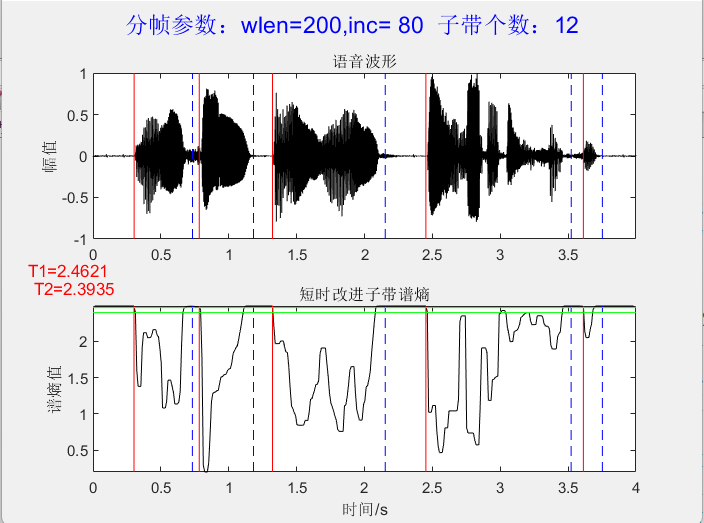 分帧参数：wlen=200,inc= 80  子带个数：12
语音波形
幅值
1
0.5
0
-0.5
-1
0 0.5 1 1.5 2 2.5 3 3.5
T1=2.4621
T2=2.3935
短时改进子带谱熵
谱熵值
2
1.5
1
0.5
0 0.5 1 1.5 2 2.5 3 3.5 4
时间/s